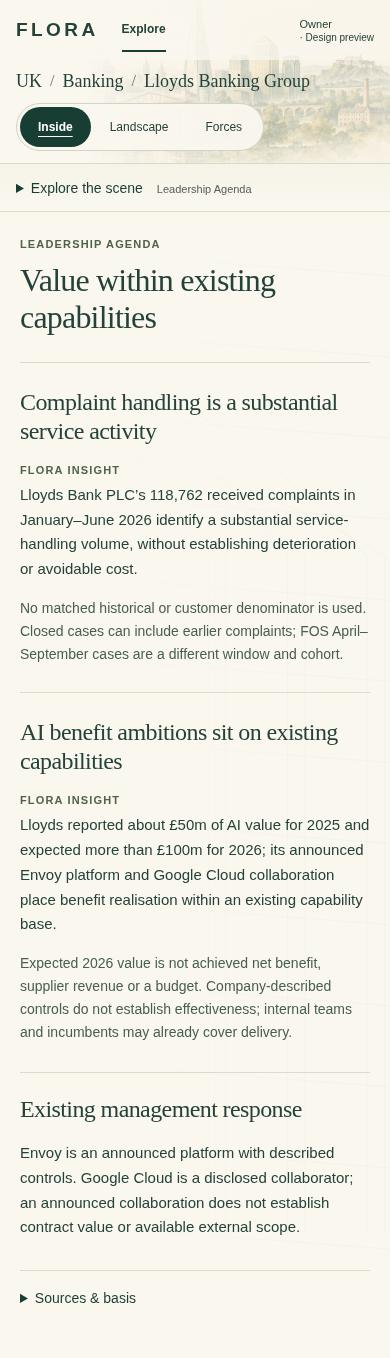 FLORA
Explore
Owner
· Design preview
UK / Banking / Lloyds Banking Group
Inside
Landscape
Forces
Explore the scene
Leadership Agenda
LEADERSHIP AGENDA
Value within existing
capabilities
Complaint handling is a substantial
service activity
FLORA INSIGHT
Lloyds Bank PLC’s 118,762 received complaints in
January–June 2026 identify a substantial service-
handling volume, without establishing deterioration
or avoidable cost.
No matched historical or customer denominator is used.
Closed cases can include earlier complaints; FOS April–
September cases are a different window and cohort.
AI benefit ambitions sit on existing
capabilities
FLORA INSIGHT
Lloyds reported about £50m of AI value for 2025 and
expected more than £100m for 2026; its announced
Envoy platform and Google Cloud collaboration
place benefit realisation within an existing capability
base.
Expected 2026 value is not achieved net benefit,
supplier revenue or a budget. Company-described
controls do not establish effectiveness; internal teams
and incumbents may already cover delivery.
Existing management response
Envoy is an announced platform with described
controls. Google Cloud is a disclosed collaborator;
an announced collaboration does not establish
contract value or available external scope.
Sources & basis